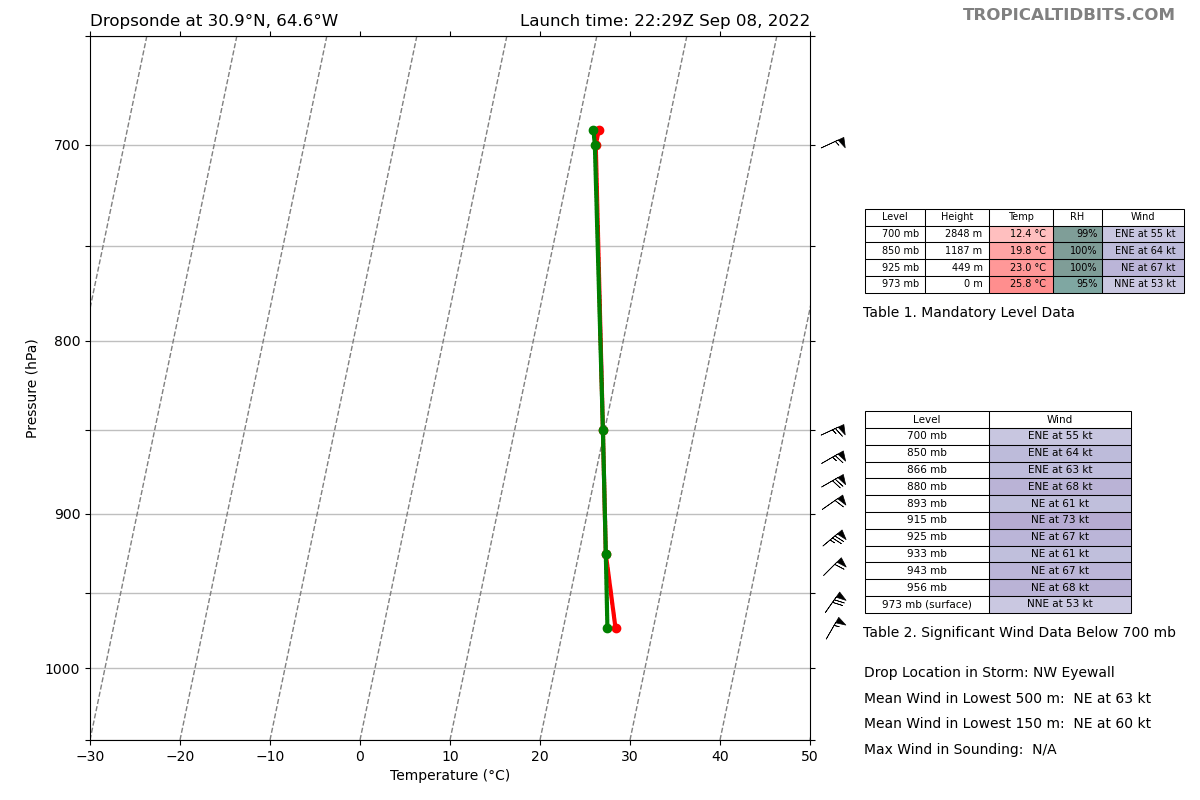 Dropsonde at 30.9°N, 64.6°W
Launch time: 22:29Z Sep 08, 2022
TROPICALTIDBITS.COM
700
800
900
1000
Pressure (hPa)
−30 −20 −10 0 10 20 30 40 50
Temperature (°C)
Level Height Temp RH Wind
700 mb 2848 m 12.4 °C 99% ENE at 55 kt
850 mb 1187 m 19.8 °C 100% ENE at 64 kt
925 mb 449 m 23.0 °C 100% NE at 67 kt
973 mb 0 m 25.8 °C 95% NNE at 53 kt
Table 1. Mandatory Level Data
Level Wind
700 mb ENE at 55 kt
850 mb ENE at 64 kt
866 mb ENE at 63 kt
880 mb ENE at 68 kt
893 mb NE at 61 kt
915 mb NE at 73 kt
925 mb NE at 67 kt
933 mb NE at 61 kt
943 mb NE at 67 kt
956 mb NE at 68 kt
973 mb (surface) NNE at 53 kt
Table 2. Significant Wind Data Below 700 mb
Drop Location in Storm: NW Eyewall
Mean Wind in Lowest 500 m: NE at 63 kt
Mean Wind in Lowest 150 m: NE at 60 kt
Max Wind in Sounding: N/A